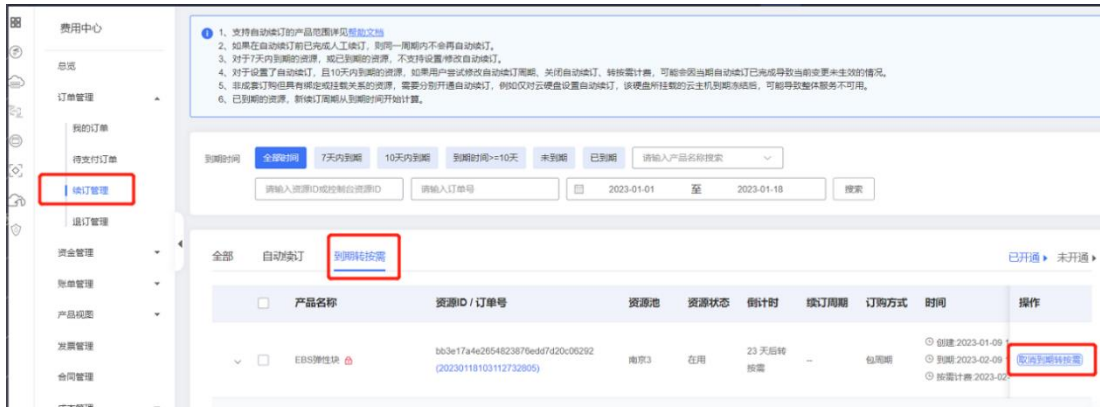 费用中心
总览
订单管理
我的订单
待支付订单
续订管理
退订管理
资金管理
账单管理
产品视图
发票管理
合同管理
1、支持自动续订的产品范围详见帮助文档
2、如果在自动续订前已完成人工续订，则同一周期内不会再自动续订。
3、对于7天内到期的资源，或已到期的资源，不支持设置/修改自动续订。
4、对于设置了自动续订，且10天内到期的资源，如果用户尝试修改自动续订周期、关闭自动续订、转按需计费，可能会因当期自动续订已完成导致当前变更未生效的情况。
5、非成套订购但具有绑定或挂载关系的资源，需要分别开通自动续订，例如仅对云硬盘设置自动续订，该硬盘所挂载的云主机到期冻结后，可能导致整体服务不可用。
6、已到期的资源，新续订周期从到期时间开始计算。
到期时间 全部时间 7天内到期 10天内到期 到期时间>=10天 未到期 已到期 请输入产品名称搜索
请输入资源ID或控制台资源ID 请输入订单号 2023-01-01 至 2023-01-18 搜索
全部 自动续订 到期转按需 已开通 未开通
产品名称 资源ID / 订单号 资源池 资源状态 倒计时 续订周期 订购方式 时间 操作
EBS弹性块 bb3e17a4e2654823876edd7d20c06292 南京3 在用 23 天后转 -- 包周期 创建:2023-01-09 1
(20230118103112732805) 按需 到期:2023-02-09 1 取消到期转按需
按需计费:2023-02-